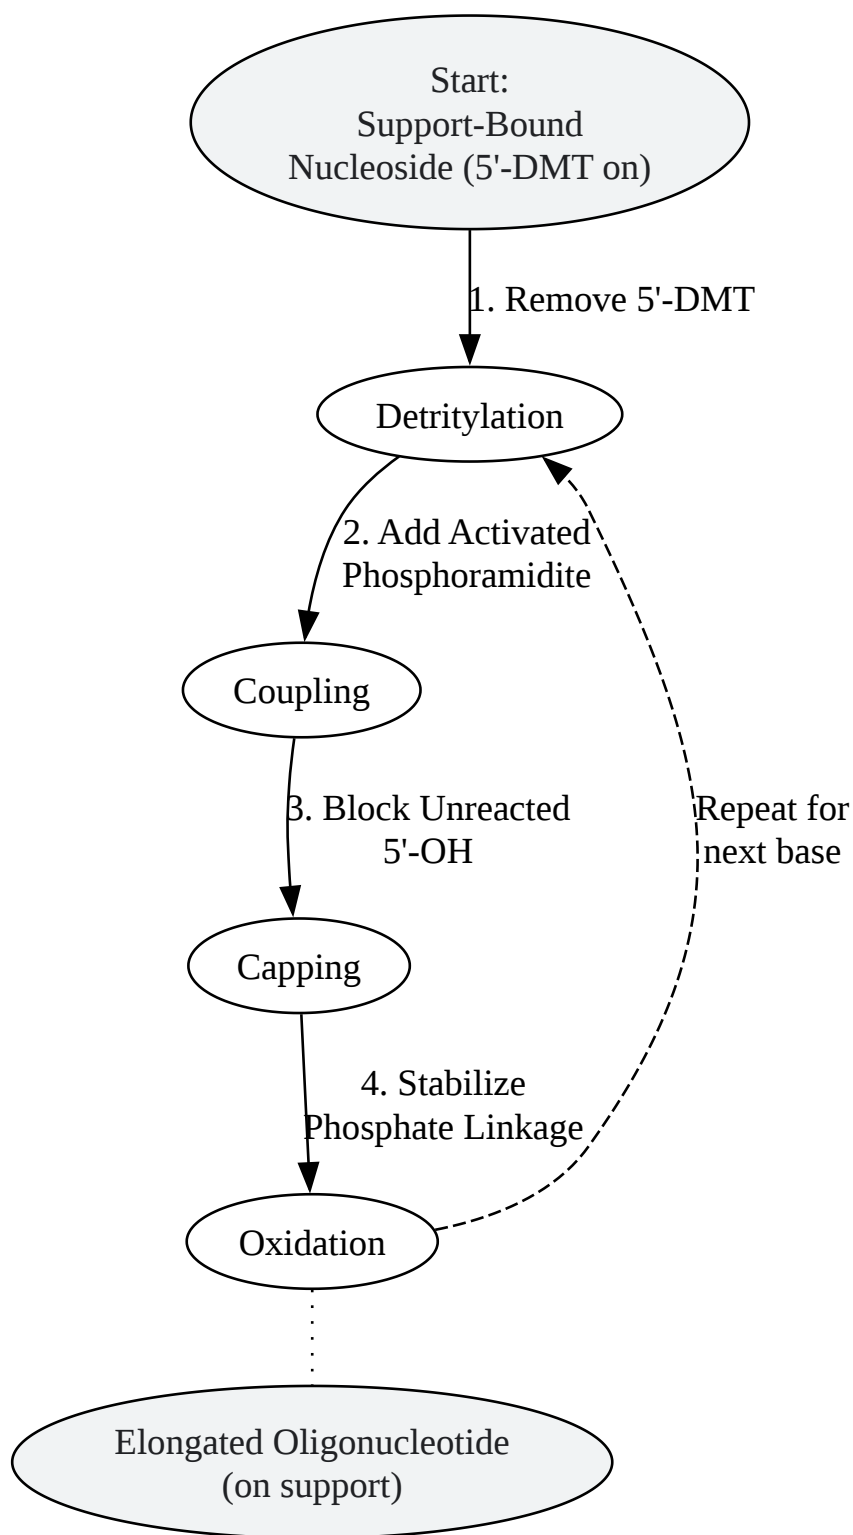 Start:
Support-Bound
Nucleoside (5'-DMT on)
1. Remove 5'-DMT
Detritylation
2. Add Activated
Phosphoramidite
Coupling
3. Block Unreacted
5'-OH
Repeat for
next base
Capping
4. Stabilize
Phosphate Linkage
Oxidation
Elongated Oligonucleotide
(on support)